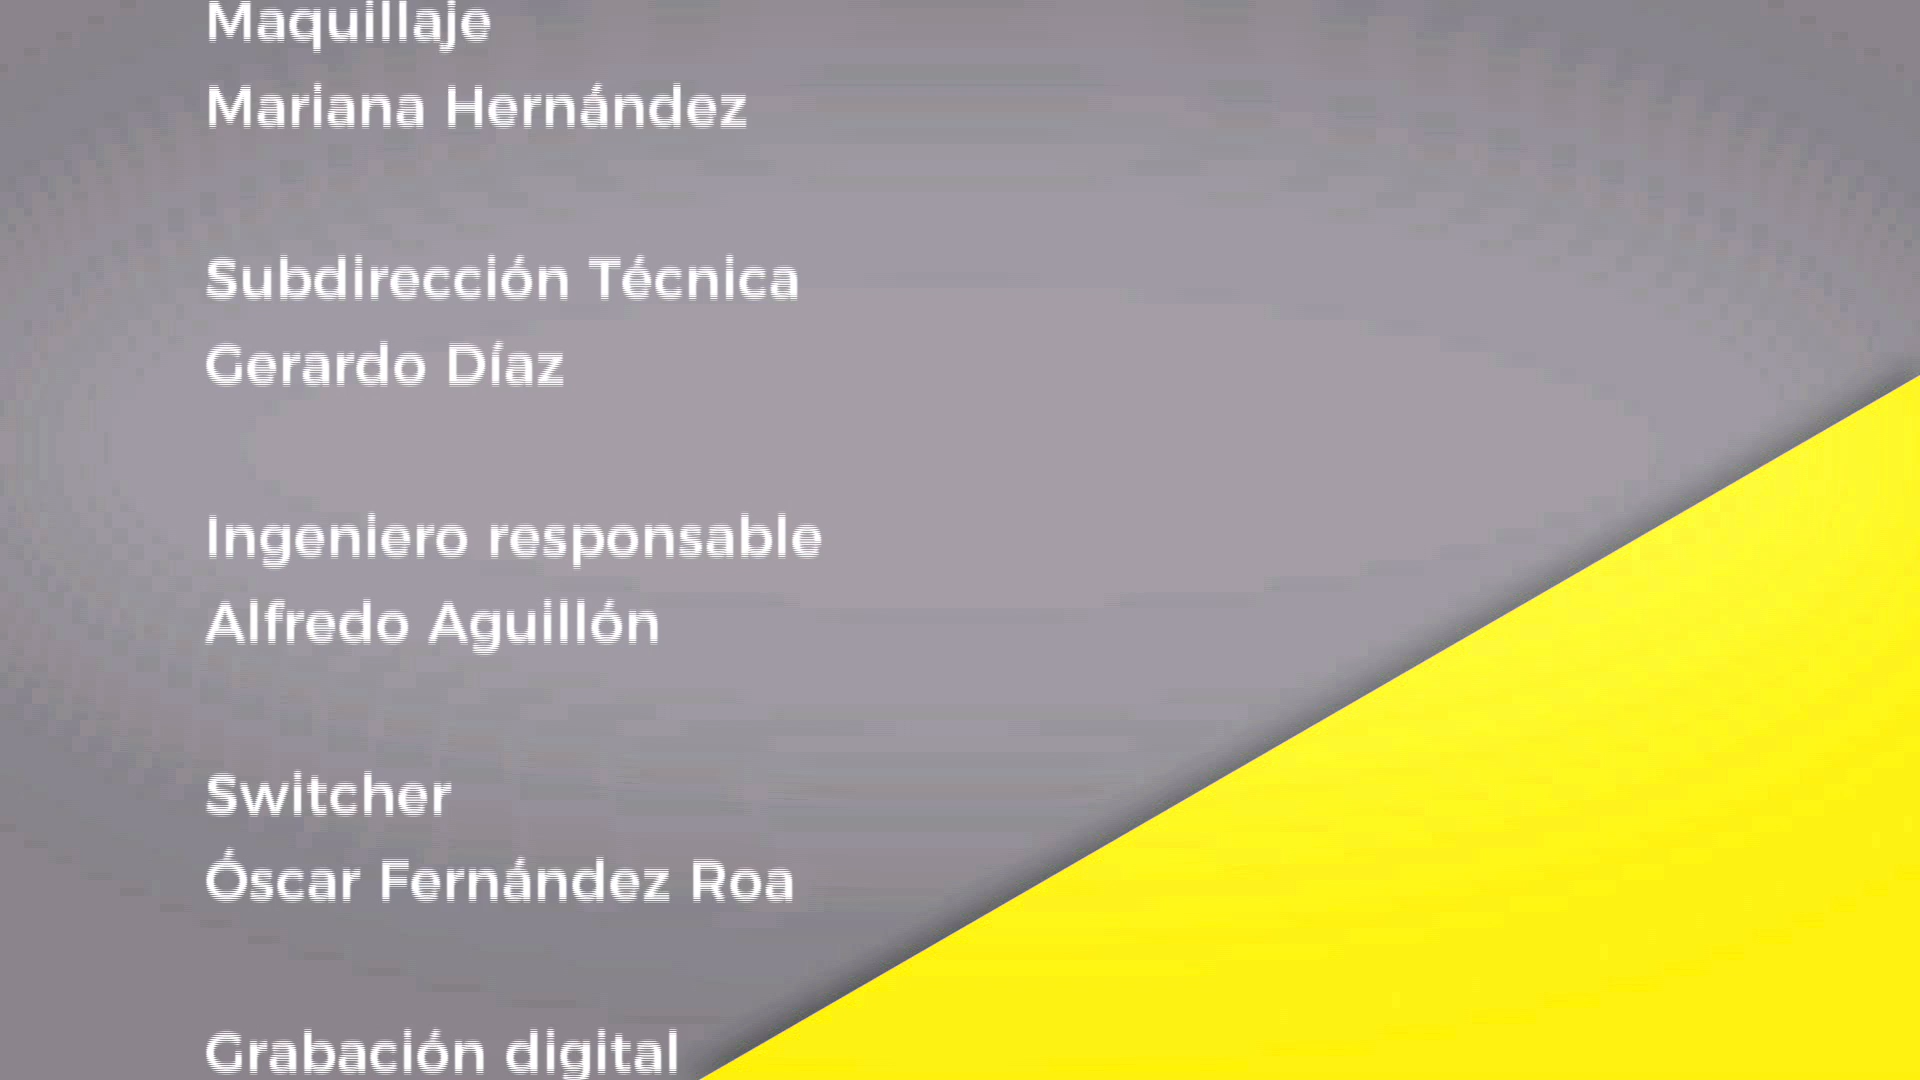 Maquillaje
Mariana Hernández
Subdirección Técnica
Gerardo Díaz
Ingeniero responsable
Alfredo Aguillón
Switcher
Óscar Fernández Roa
Grabación digital